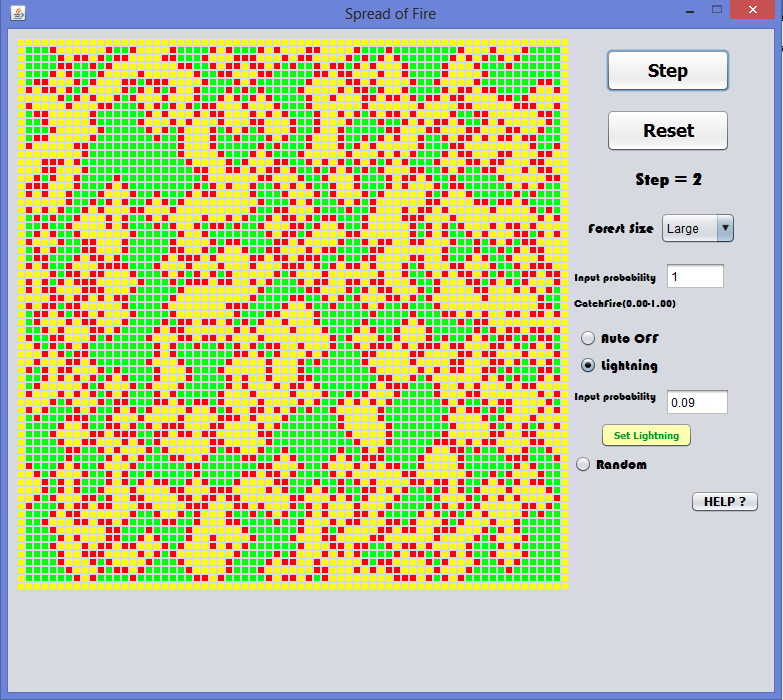 Spread of Fire
Step
Reset
Step = 2
Forest Size Large
Input probability 1
CatchFire(0.00-1.00)
Auto OFF
Lightning
Input probability 0.09
Set Lightning
Random
HELP ?